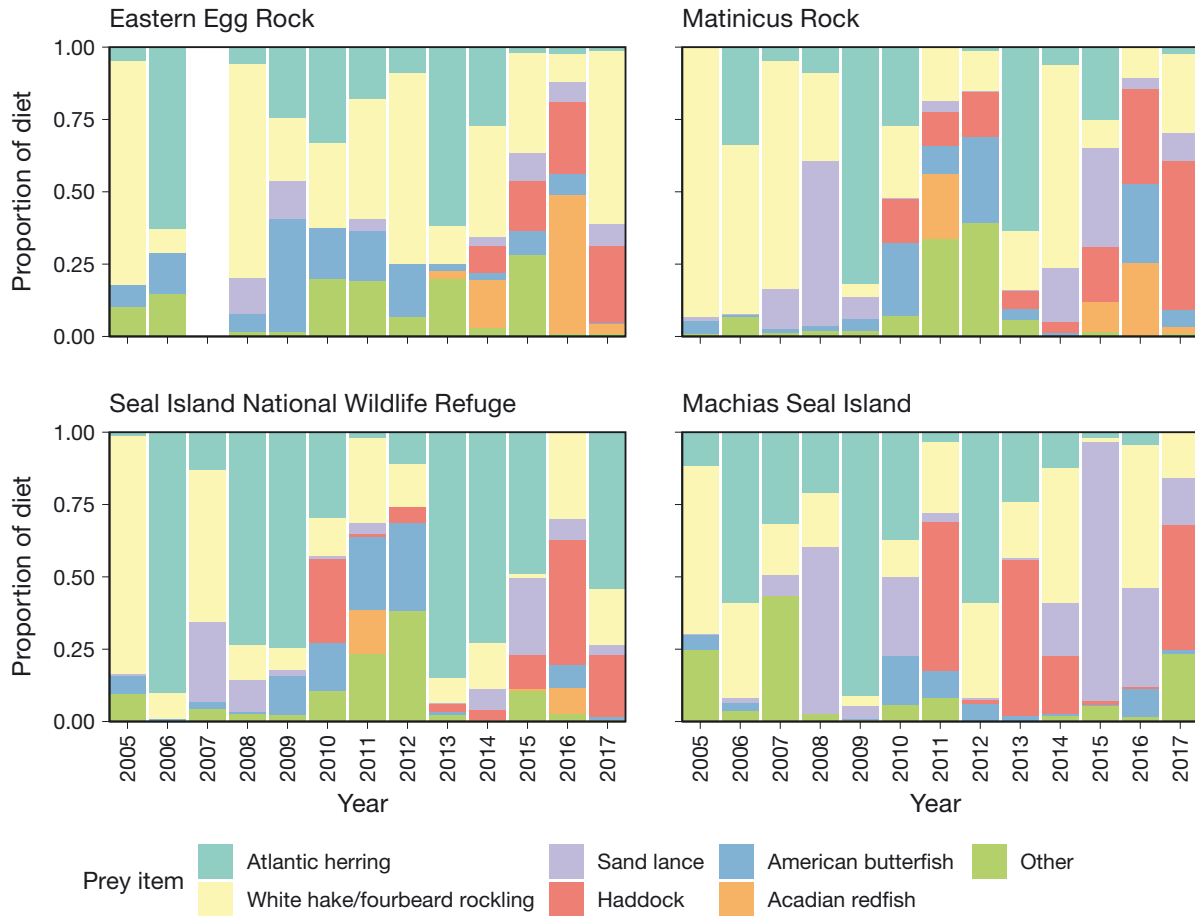 Eastern Egg Rock
Matinicus Rock
Proportion of diet
1.00
0.75
0.50
0.25
0.00
Seal Island National Wildlife Refuge
Machias Seal Island
Proportion of diet
1.00
0.75
0.50
0.25
0.00
2005 2006 2007 2008 2009 2010 2011 2012 2013 2014 2015 2016 2017
2005 2006 2007 2008 2009 2010 2011 2012 2013 2014 2015 2016 2017
Year
Year
Prey item
Atlantic herring
Sand lance
American butterfish
Other
White hake/fourbeard rockling
Haddock
Acadian redfish